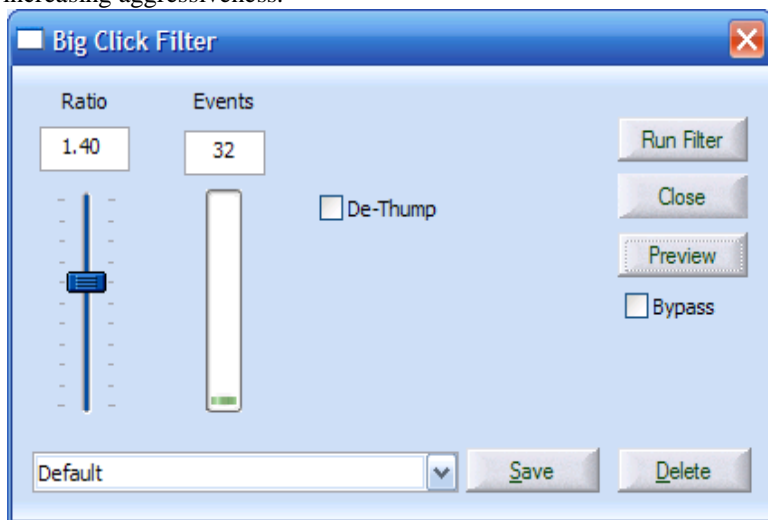 increasing aggressiveness.
Big Click Filter
Ratio Events
1.40 32
Run Filter
De-Thump
Close
Preview
Bypass
Default Save Delete